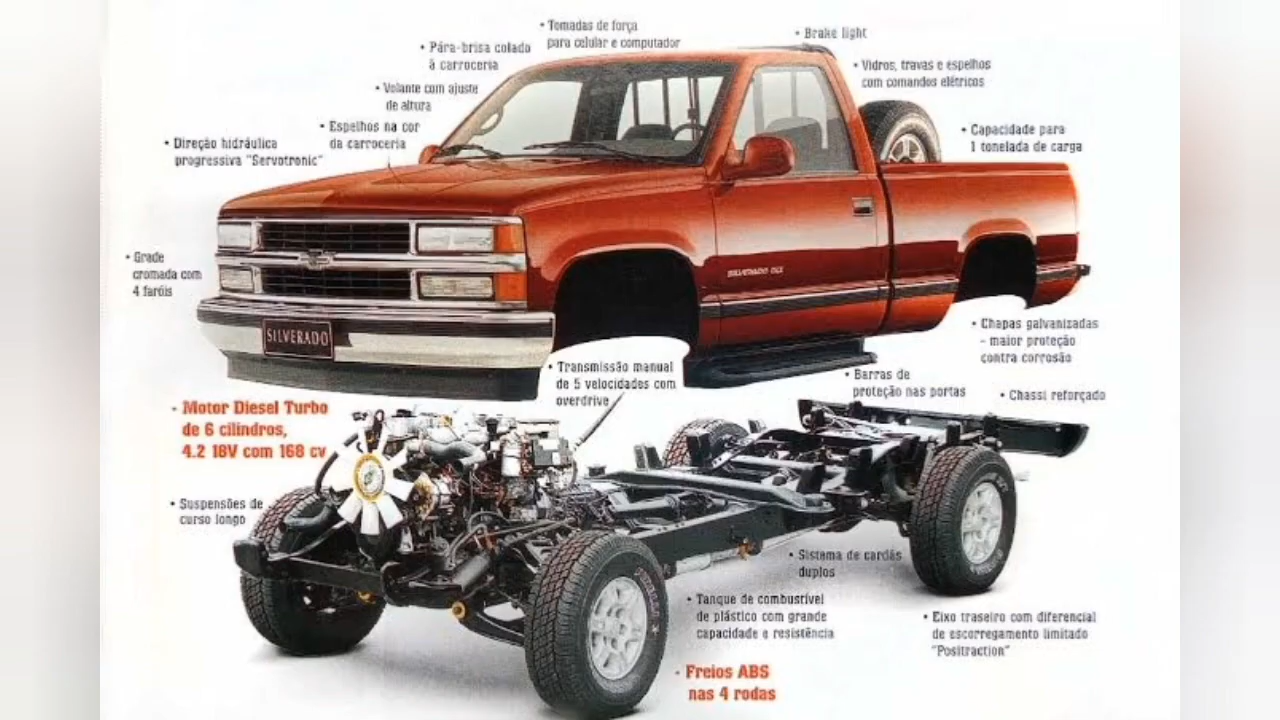 • Tomadas de força
para celular e computador
• Brake light
• Pára-brisa colado
à carroceria
• Vidros, travas e espelhos
com comandos elétricos
• Volante com ajuste
de altura
• Espelhos na cor
da carroceria
• Capacidade para
1 tonelada de carga
• Direção hidráulica
progressiva "Servotronic"
• Grade
cromada com
4 faróis
SILVERADO DLX
SILVERADO
• Chapas galvanizadas
- maior proteção
contra corrosão
• Transmissão manual
de 5 velocidades com
overdrive
• Barras de
proteção nas portas
• Chassi reforçado
- Motor Diesel Turbo
de 6 cilindros,
4.2 18V com 168 cv
• Suspensões de
curso longo
• Sistema de cardãs
duplos
• Tanque de combustível
de plástico com grande
capacidade e resistência
• Eixo traseiro com diferencial
de escorregamento limitado
"Positraction"
- Freios ABS
nas 4 rodas